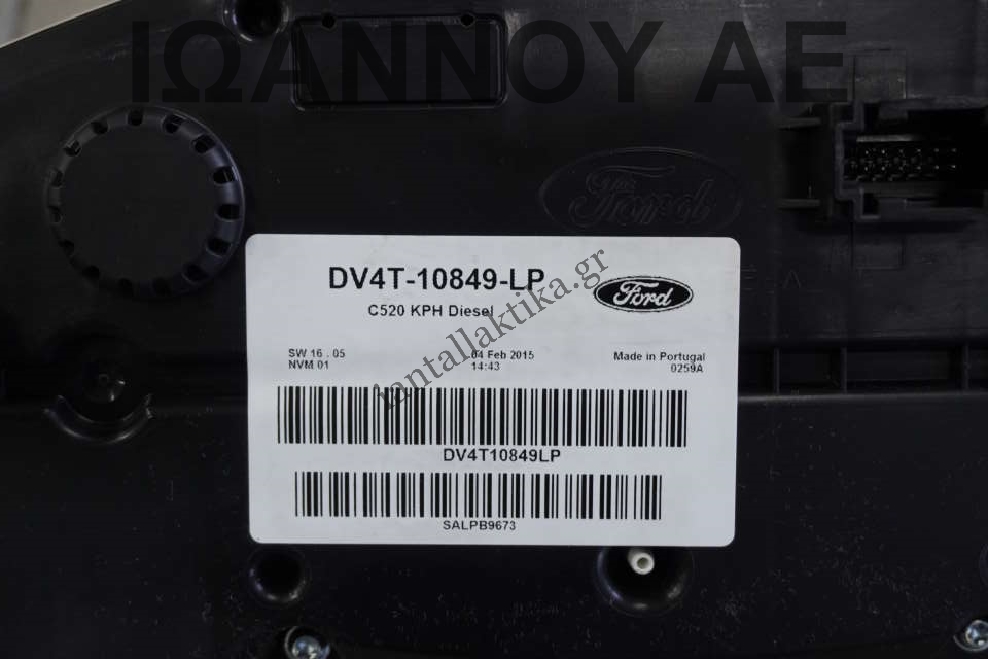 ΙΩΑΝΝΟΥ ΑΕ
Ford
DV4T-10849-LP
Ford
C520 KPH Diesel
iantallaktika.gr
SW 16 . 05
04 Feb 2015
Made in Portugal
NVM 01
14:43
0259A
DV4T10849LP
SALPB9673